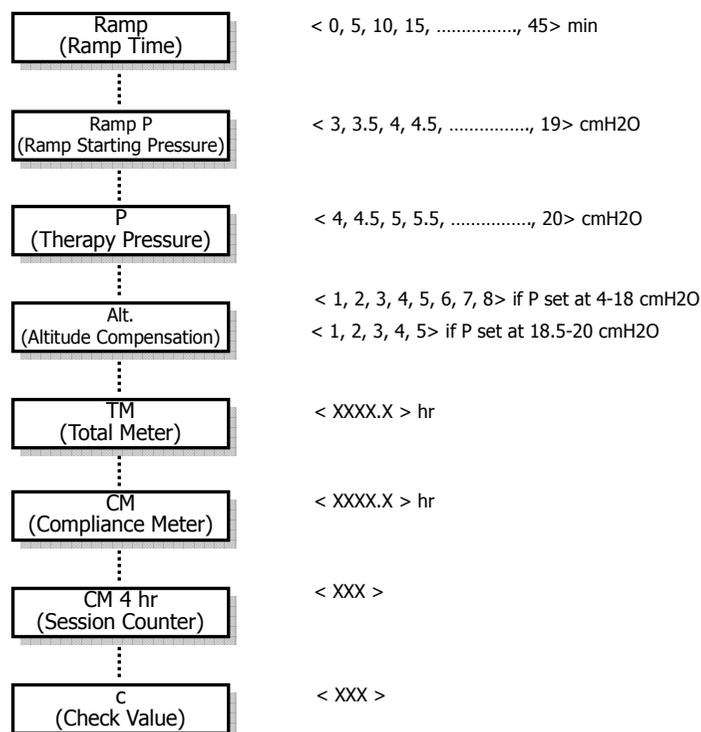 Ramp
(Ramp Time)
< 0, 5, 10, 15, ................, 45> min
Ramp P
(Ramp Starting Pressure)
< 3, 3.5, 4, 4.5, ................, 19> cmH2O
P
(Therapy Pressure)
< 4, 4.5, 5, 5.5, ................, 20> cmH2O
Alt.
(Altitude Compensation)
< 1, 2, 3, 4, 5, 6, 7, 8> if P set at 4-18 cmH2O
< 1, 2, 3, 4, 5> if P set at 18.5-20 cmH2O
TM
(Total Meter)
< XXXX.X > hr
CM
(Compliance Meter)
< XXXX.X > hr
CM 4 hr
(Session Counter)
< XXX >
c
(Check Value)
< XXX >